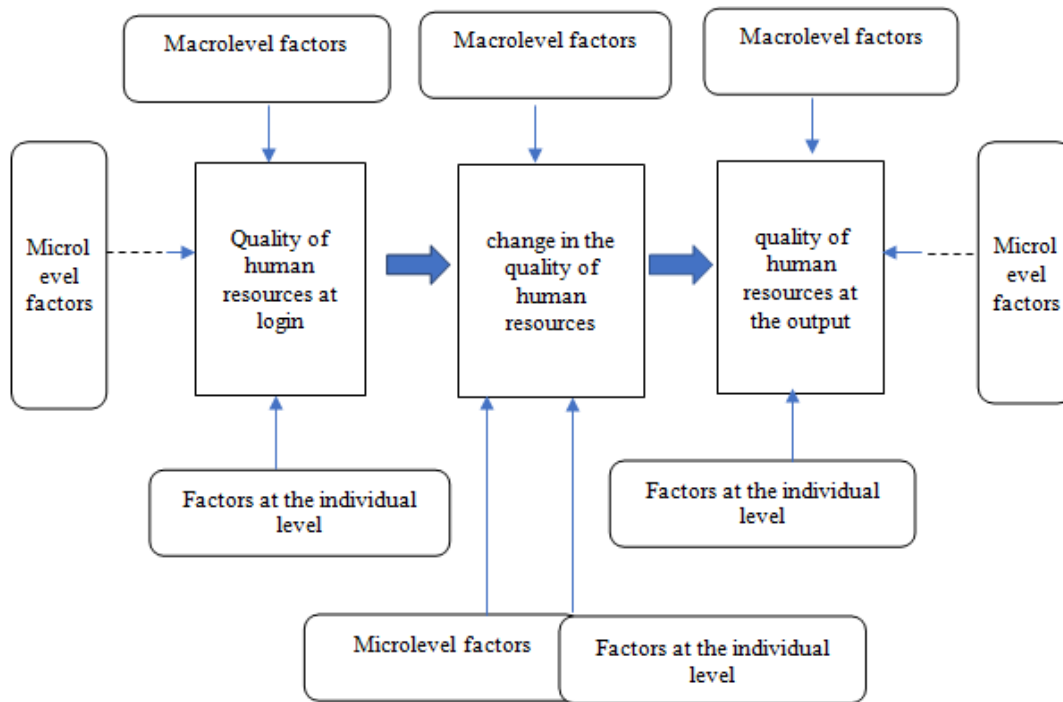 Macrolevel factors
Macrolevel factors
Macrolevel factors
Microl
evel
factors
Quality of
human
resources at
login
change in the
quality of
human
resources
quality of
human
resources at
the output
Microl
evel
factors
Factors at the individual
level
Factors at the individual
level
Microlevel factors
Factors at the individual
level